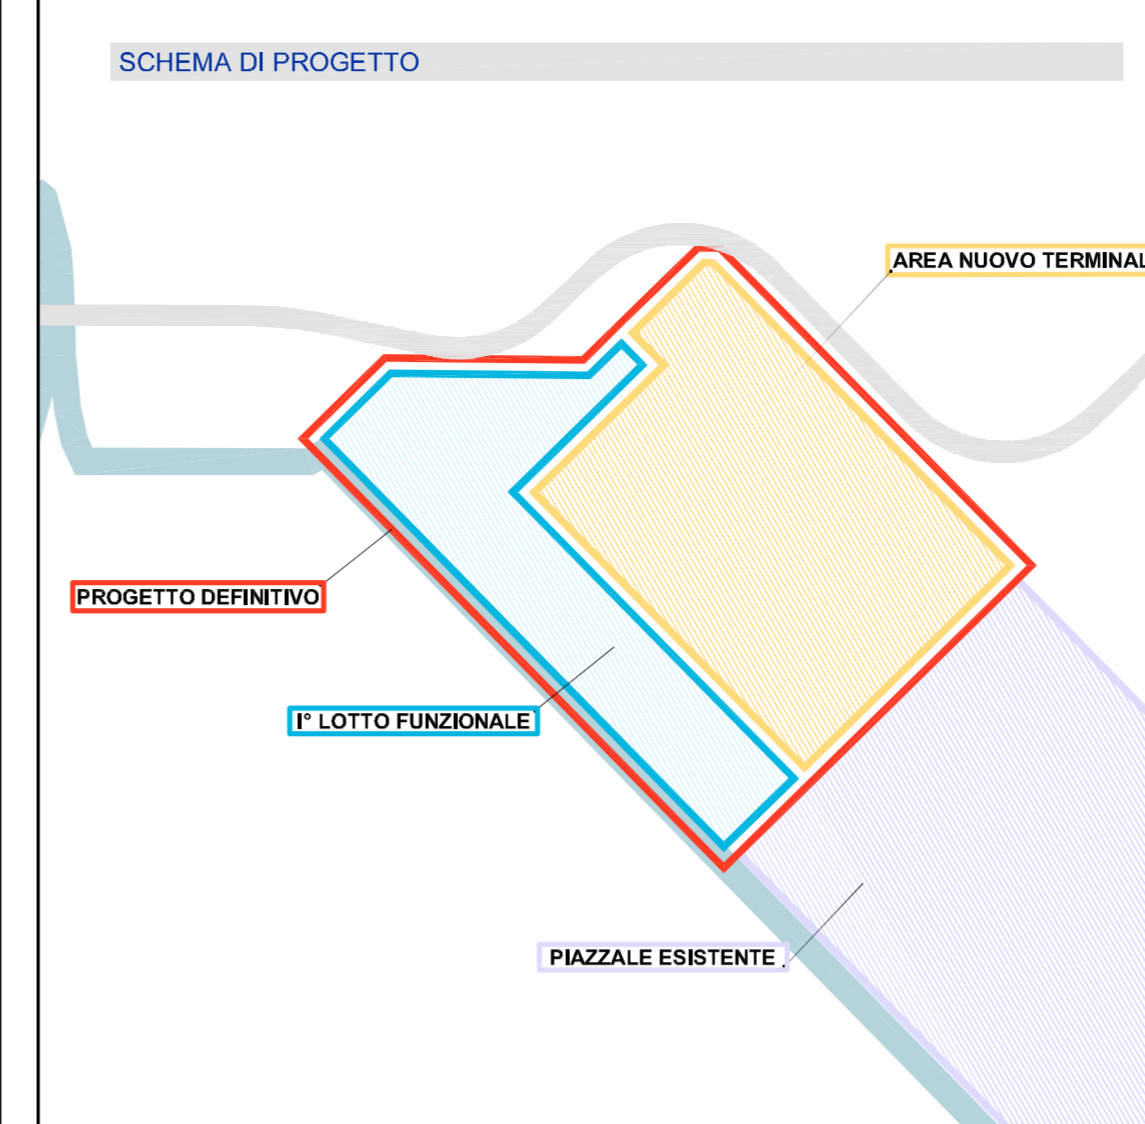 SCHEMA DI PROGETTO
AREA NUOVO TERMINAL
PROGETTO DEFINITIVO
I° LOTTO FUNZIONALE
PIAZZALE ESISTENTE